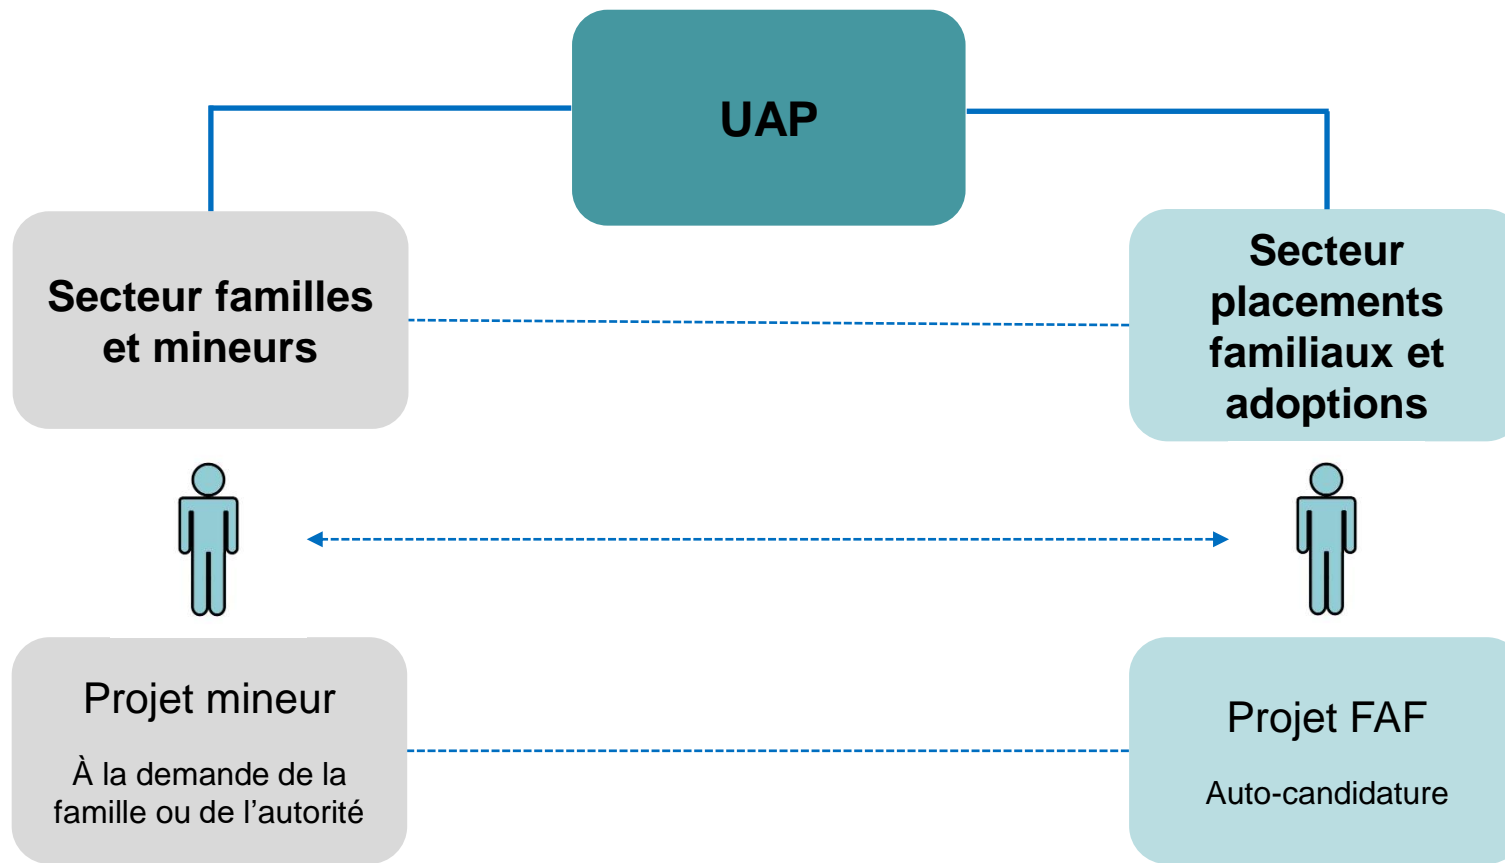 UAP
Secteur familles
et mineurs
Secteur
placements
familiaux et
adoptions
Projet mineur
À la demande de la
famille ou de l’autorité
Projet FAF
Auto-candidature